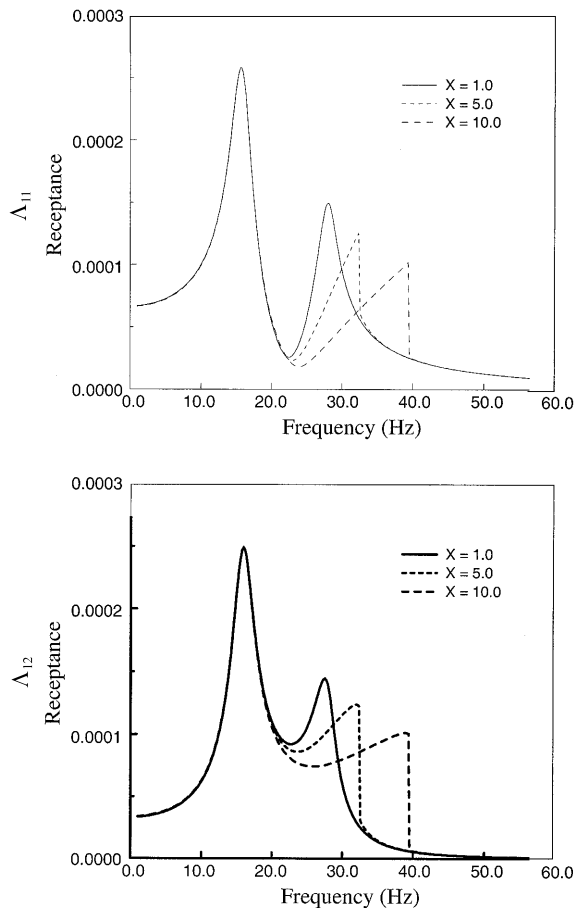 0.0003
X = 1.0
X = 5.0
X = 10.0
0.0002
Λ11
Receptance
0.0001
0.0000
0.0 10.0 20.0 30.0 40.0 50.0 60.0
Frequency (Hz)
0.0003
X = 1.0
X = 5.0
X = 10.0
0.0002
Λ12
Receptance
0.0001
0.0000
0.0 10.0 20.0 30.0 40.0 50.0 60.0
Frequency (Hz)